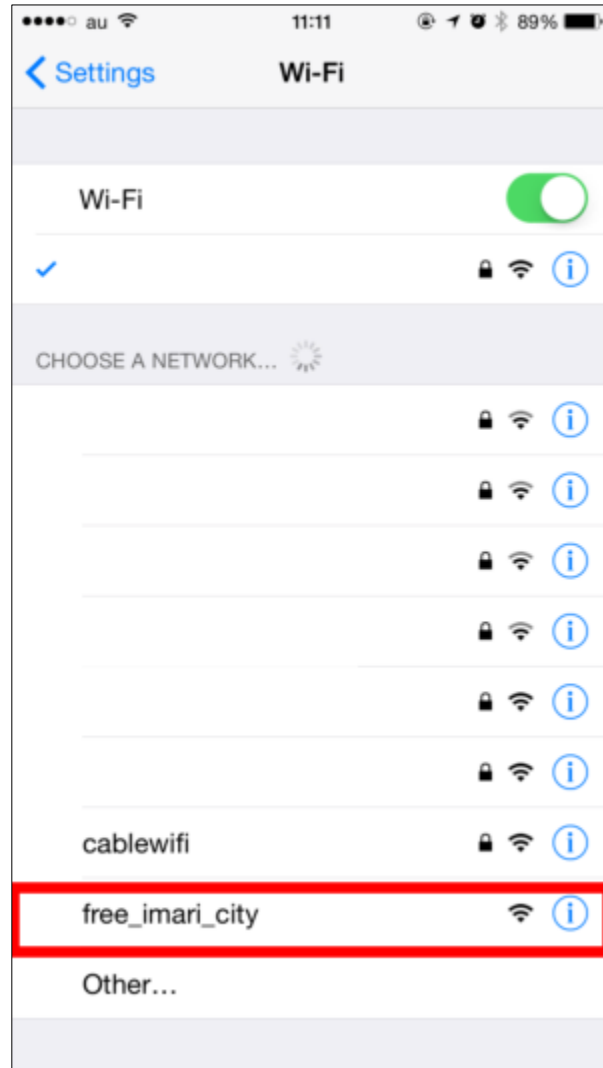 au 11:11 89%
Settings Wi-Fi
Wi-Fi
CHOOSE A NETWORK...
cablewifi
free_imari_city
Other...